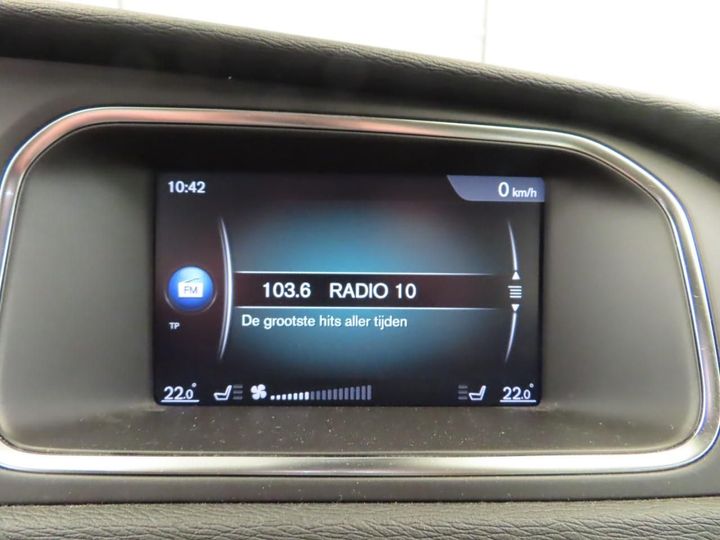 10:42
0 km/h
FM
103.6 RADIO 10
De grootste hits aller tijden
TP
22.0° 22.0°